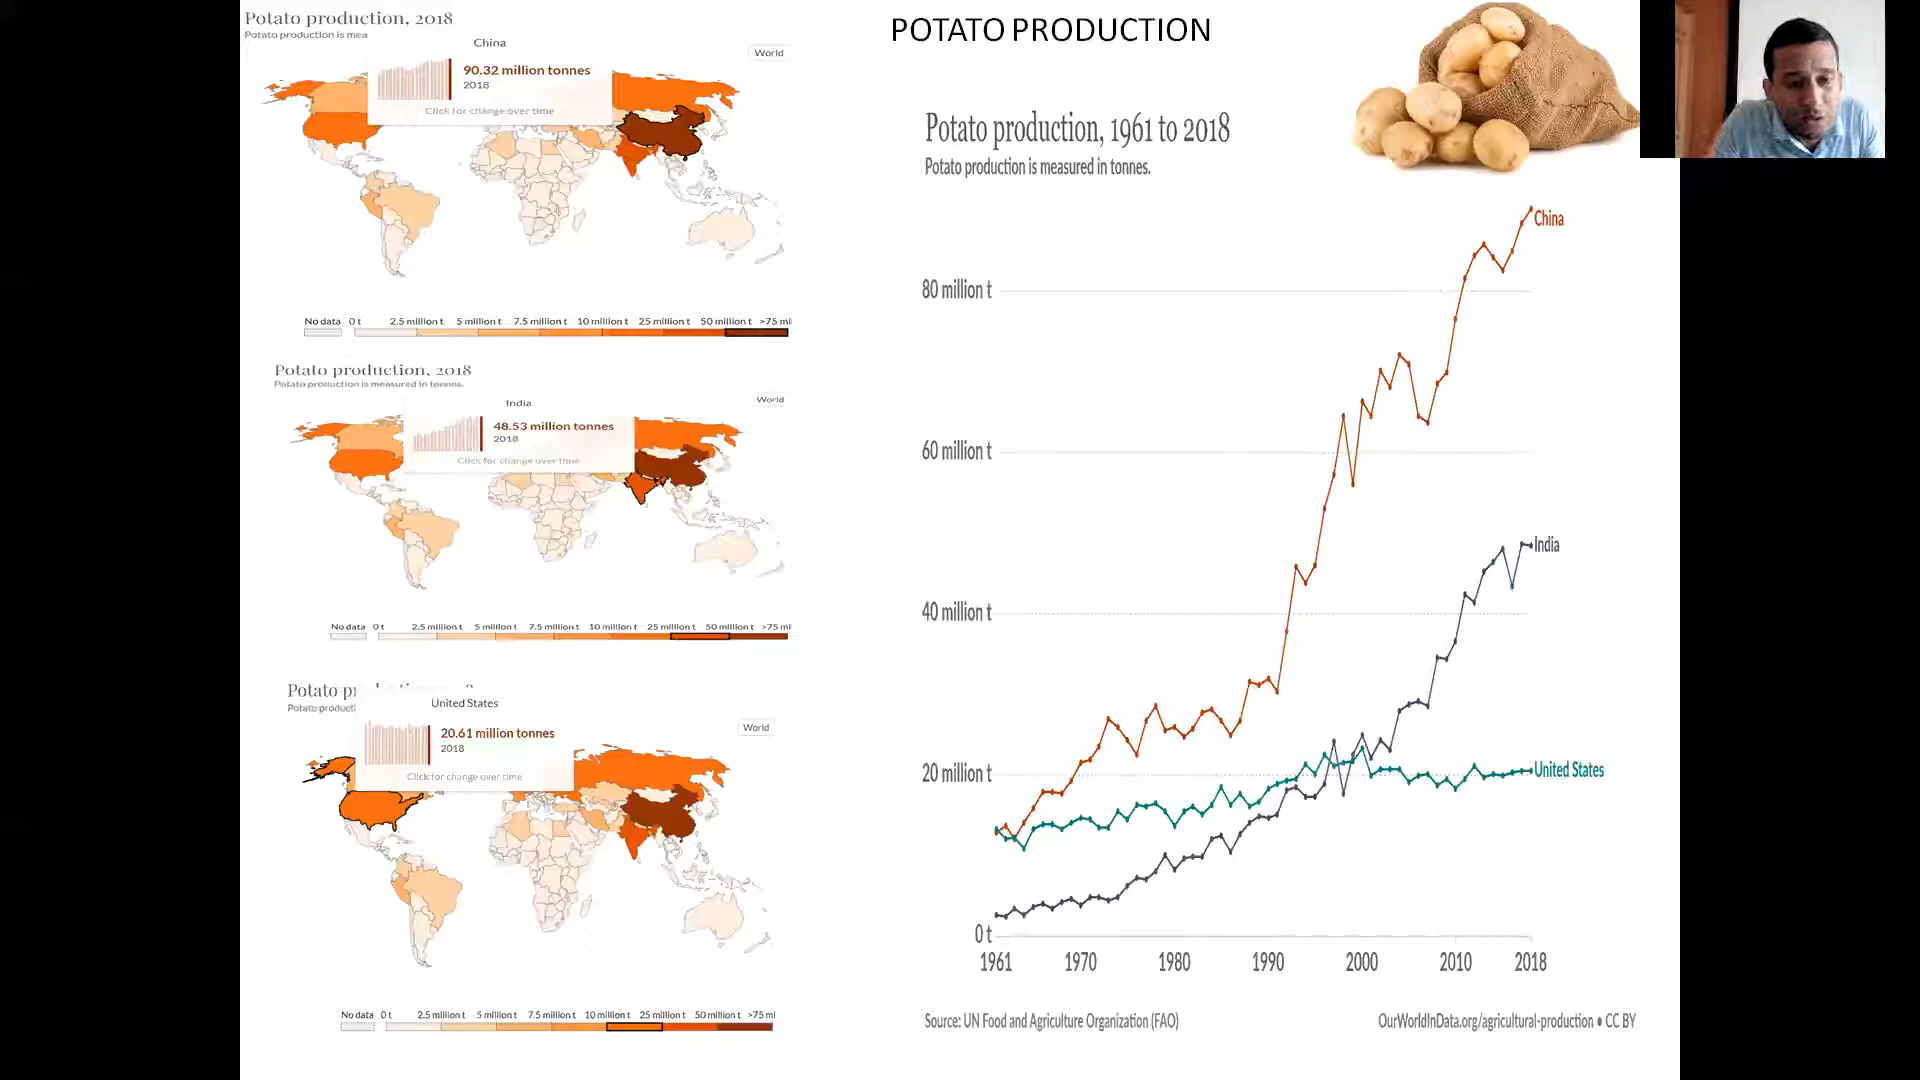 POTATO PRODUCTION
Potato production, 2018
Potato production is mea
China
90.32 million tonnes
2018
Click for change over time
World
No data 0 t 2.5 million t 5 million t 7.5 million t 10 million t 25 million t 50 million t >75 mi
Potato production, 2018
Potato production is measured in tonnes.
India
48.53 million tonnes
2018
Click for change over time
World
No data 0 t 2.5 million t 5 million t 7.5 million t 10 million t 25 million t 50 million t >75 mi
Potato
United States
20.61 million tonnes
2018
Click for change over time
World
No data 0 t 2.5 million t 5 million t 7.5 million t 10 million t 25 million t 50 million t >75 mi
Potato production, 1961 to 2018
Potato production is measured in tonnes.
China
80 million t
60 million t
India
40 million t
United States
20 million t
0 t
1961 1970 1980 1990 2000 2010 2018
Source: UN Food and Agriculture Organization (FAO)
OurWorldInData.org/agricultural-production • CC BY